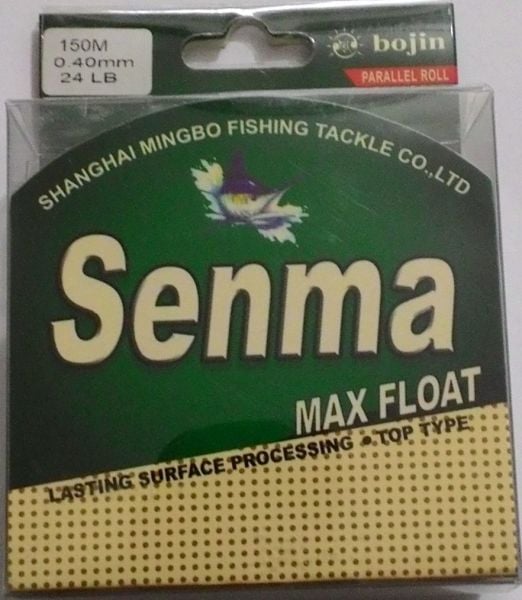 150M
0.40mm
24 LB
bojin
PARALLEL ROLL
SHANGHAI MINGBO FISHING TACKLE CO.,LTD
Senma
MAX FLOAT
LASTING SURFACE PROCESSING • TOP TYPE